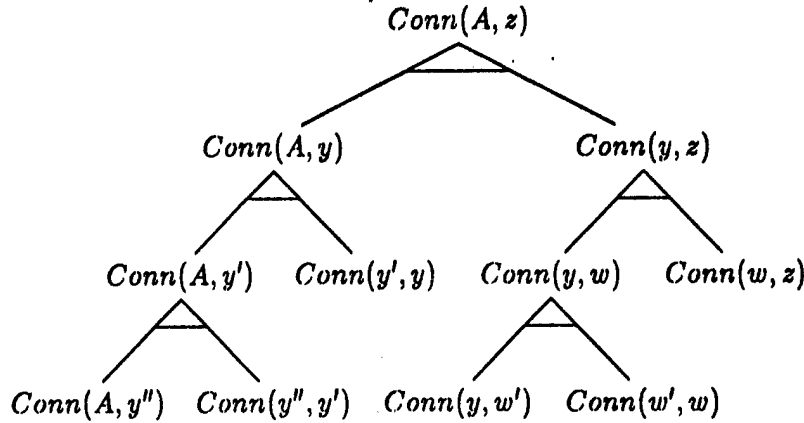 Conn(A, z)
Conn(A, y) Conn(y, z)
Conn(A, y') Conn(y', y) Conn(y, w) Conn(w, z)
Conn(A, y'') Conn(y'', y') Conn(y, w') Conn(w', w)